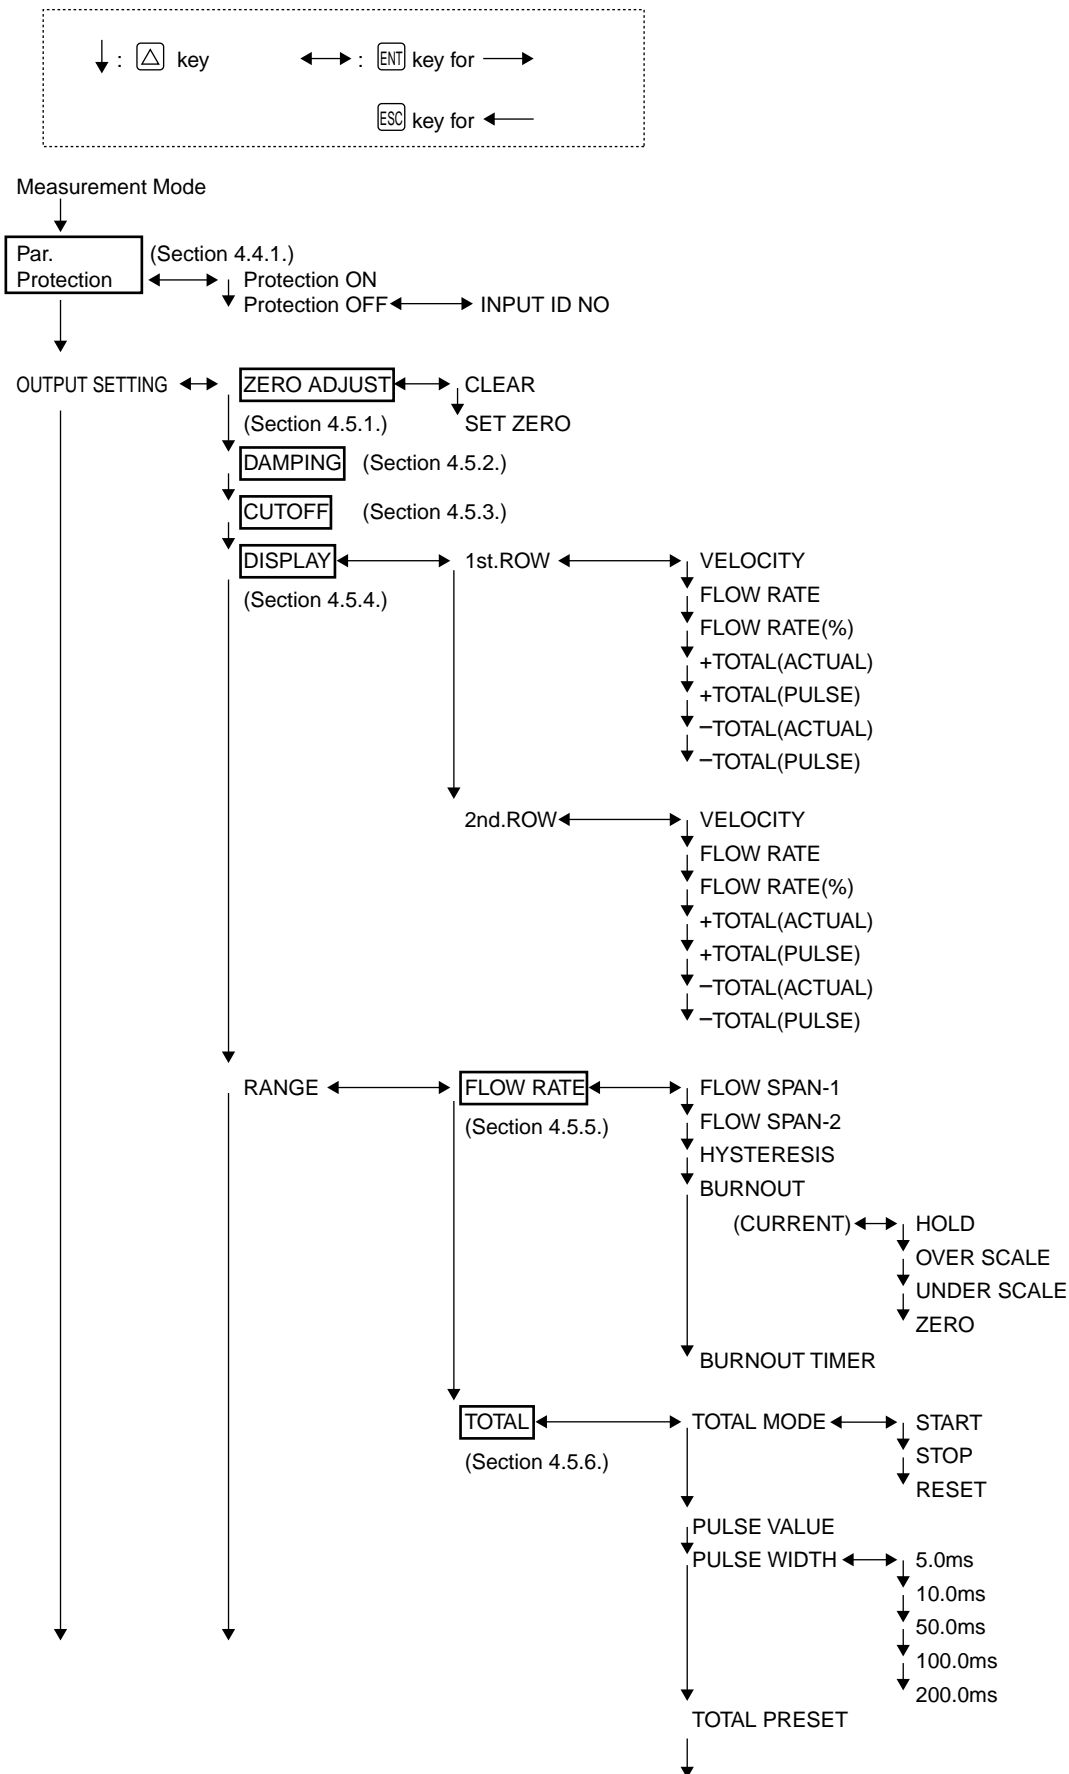 : △ key : ENT key for
ESC key for
Measurement Mode
Par.
Protection
(Section 4.4.1.)
Protection ON
Protection OFF INPUT ID NO
OUTPUT SETTING ZERO ADJUST CLEAR
(Section 4.5.1.) SET ZERO
DAMPING (Section 4.5.2.)
CUTOFF (Section 4.5.3.)
DISPLAY 1st.ROW VELOCITY
(Section 4.5.4.) FLOW RATE
FLOW RATE(%)
+TOTAL(ACTUAL)
+TOTAL(PULSE)
−TOTAL(ACTUAL)
−TOTAL(PULSE)
2nd.ROW VELOCITY
FLOW RATE
FLOW RATE(%)
+TOTAL(ACTUAL)
+TOTAL(PULSE)
−TOTAL(ACTUAL)
−TOTAL(PULSE)
RANGE FLOW RATE FLOW SPAN-1
(Section 4.5.5.) FLOW SPAN-2
HYSTERESIS
BURNOUT
(CURRENT) HOLD
OVER SCALE
UNDER SCALE
ZERO
BURNOUT TIMER
TOTAL TOTAL MODE START
(Section 4.5.6.) STOP
RESET
PULSE VALUE
PULSE WIDTH 5.0ms
10.0ms
50.0ms
100.0ms
200.0ms
TOTAL PRESET